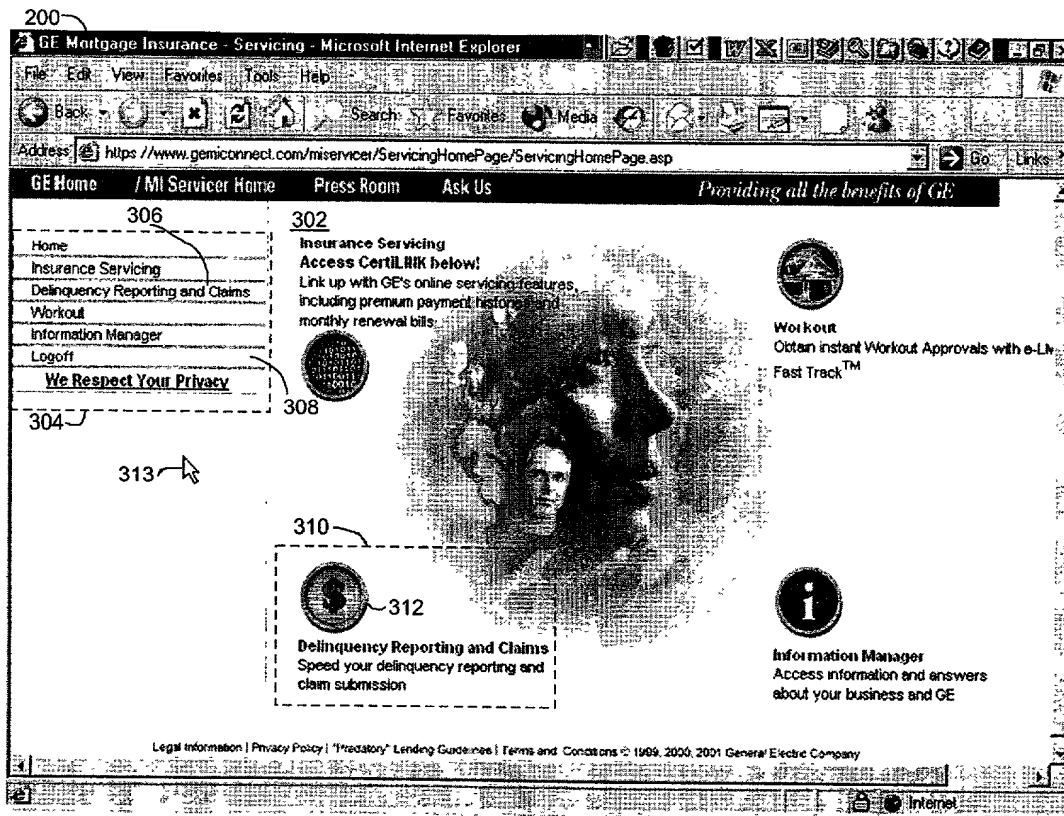 200
GE Mortgage Insurance - Servicing - Microsoft Internet Explorer
File Edit View Favorites Tools Help
Back Search Favorites Media
Address https://www.gemiconnect.com/miservicer/ServicingHomePage/ServicingHomePage.asp Go Links
GE Home / MI Servicer Home Press Room Ask Us Providing all the benefits of GE
306
302
Home
Insurance Servicing
Delinquency Reporting and Claims
Workout
Information Manager
Logoff
We Respect Your Privacy
304
308
313
Insurance Servicing
Access CertiLINK below!
Link up with GE's online servicing features,
including premium payment histories and
monthly renewal bills.
Workout
Obtain instant Workout Approvals with e-LM
Fast Track™
310
$
312
Delinquency Reporting and Claims
Speed your delinquency reporting and
claim submission
i
Information Manager
Access information and answers
about your business and GE
Legal Information | Privacy Policy | "Predatory" Lending Guidelines | Terms and Conditions © 1999, 2000, 2001 General Electric Company
Internet